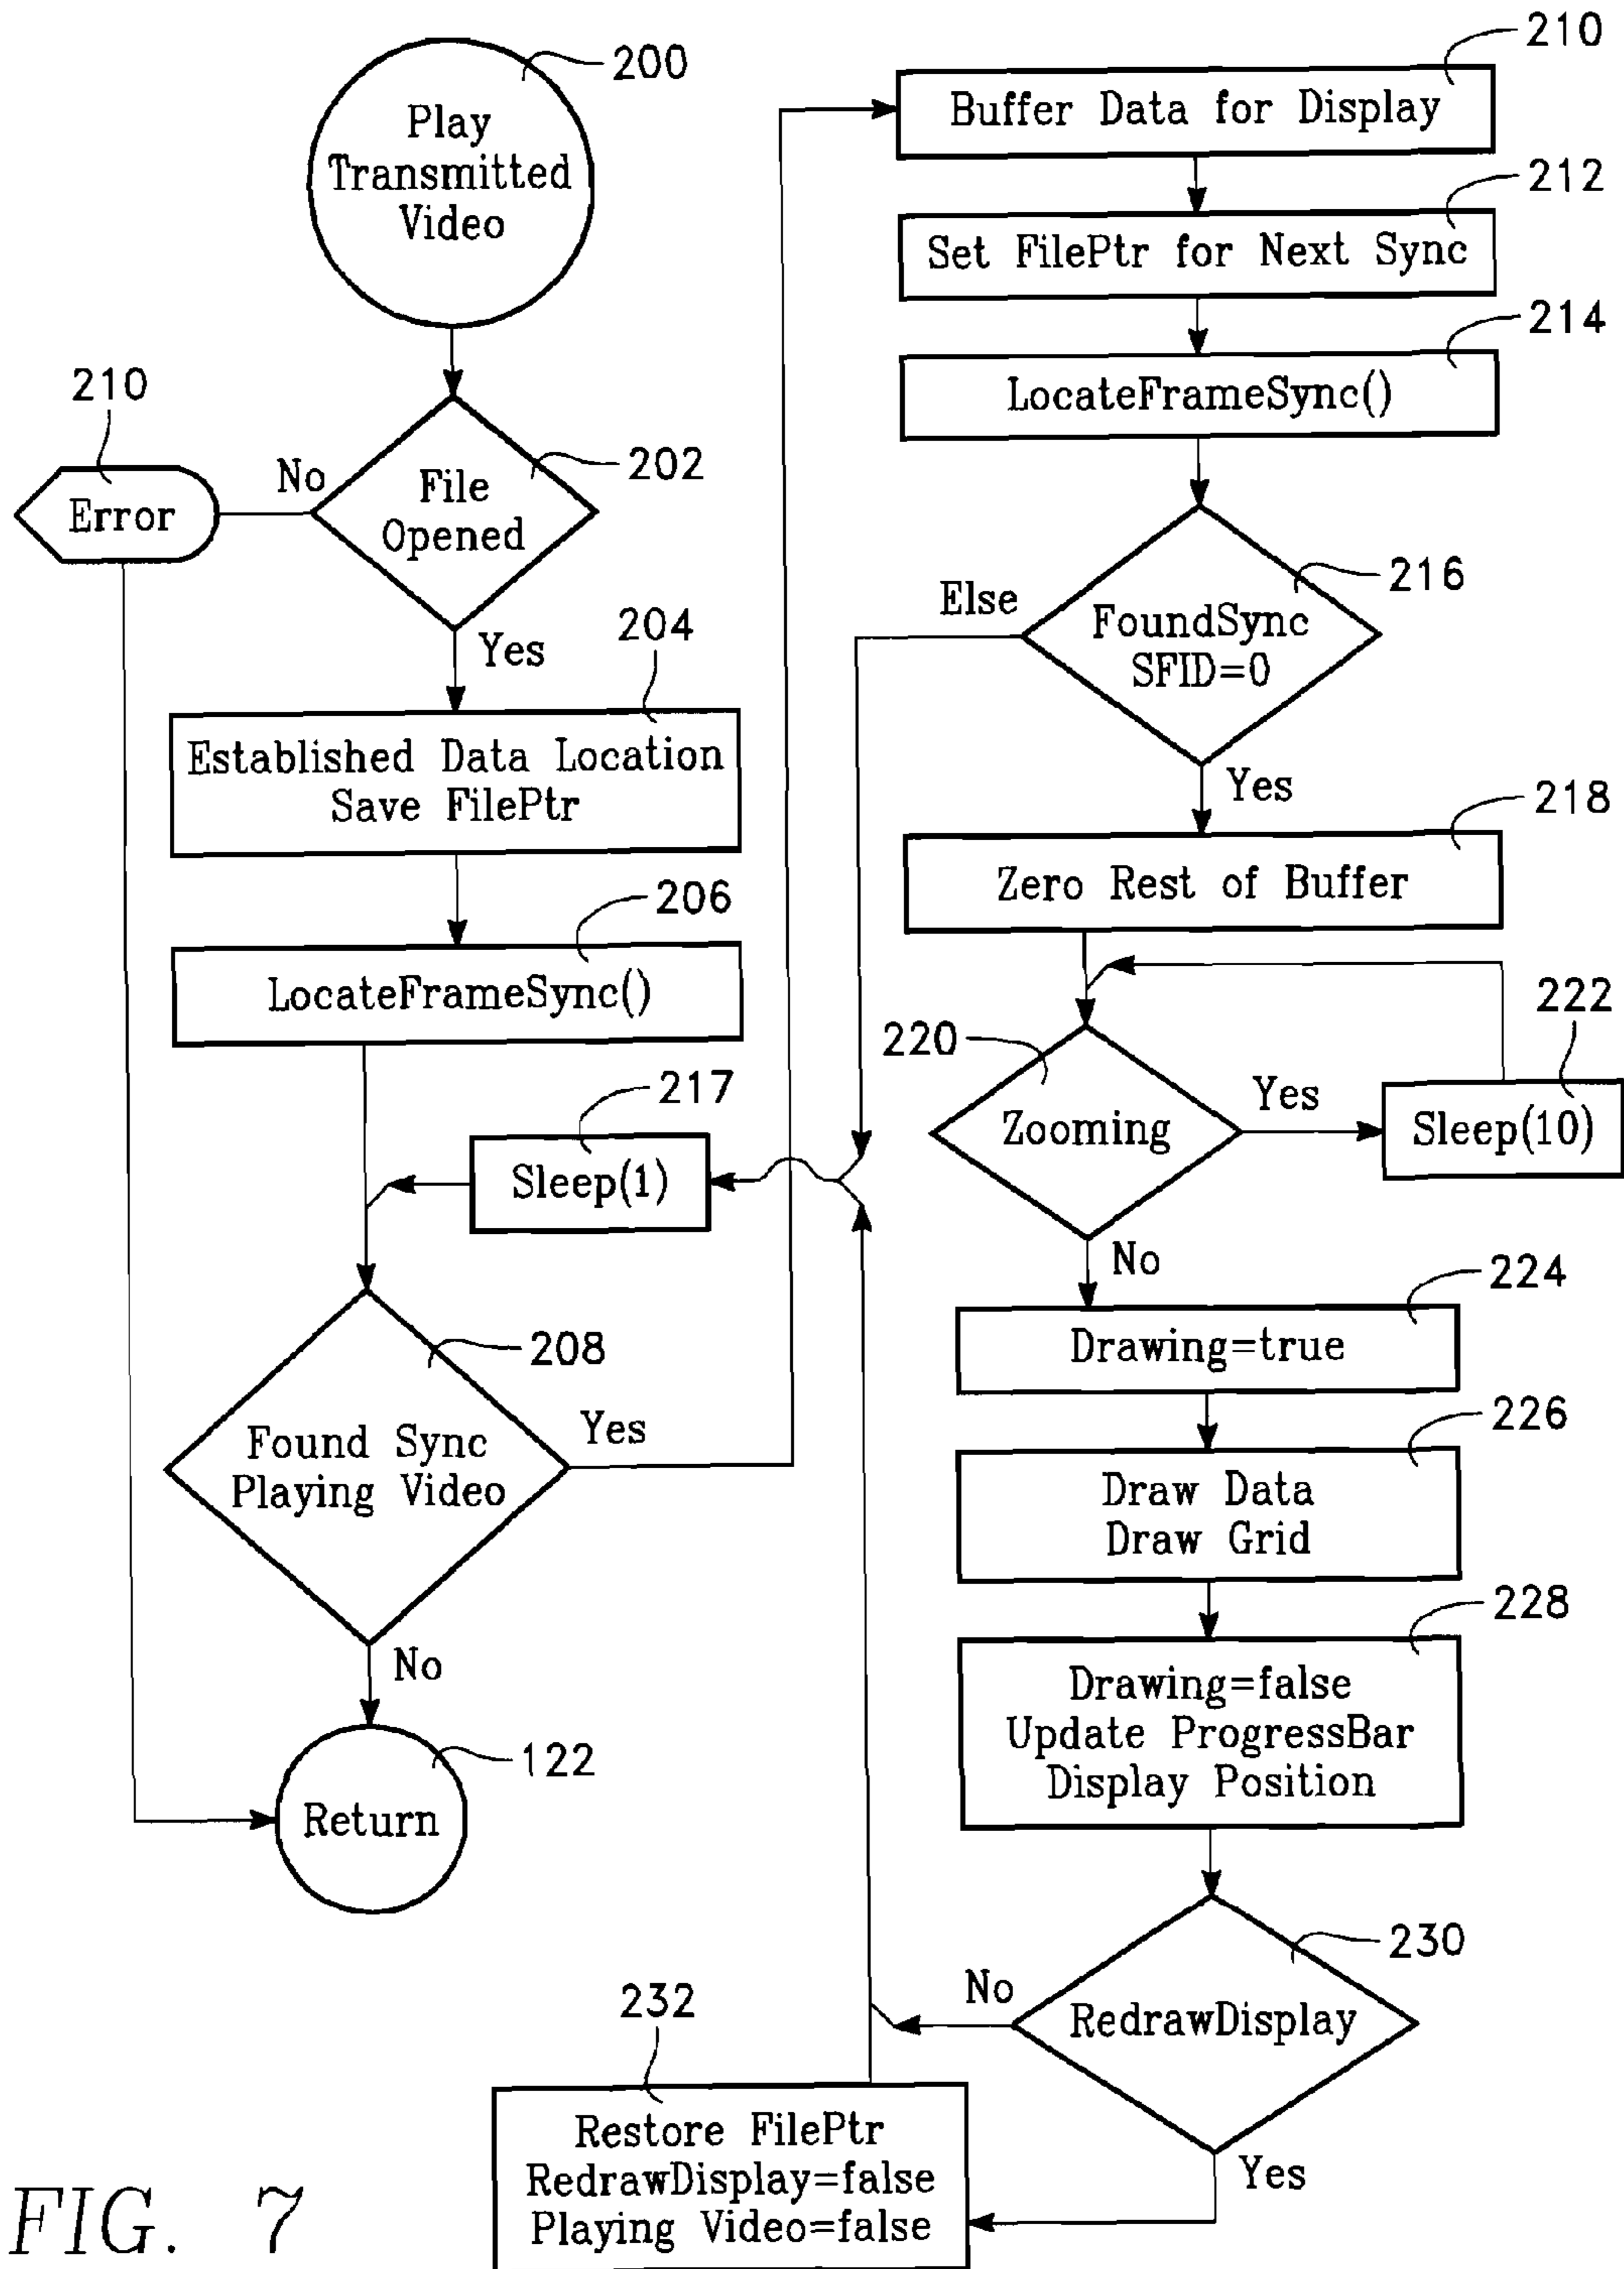 200
Play
Transmitted
Video
210
Error
No
File
Opened
202
Yes
204
Established Data Location
Save FilePtr
206
LocateFrameSync()
217
Sleep(1)
208
Found Sync
Playing Video
Yes
No
122
Return
210
Buffer Data for Display
212
Set FilePtr for Next Sync
214
LocateFrameSync()
216
Else
FoundSync
SFID=0
Yes
218
Zero Rest of Buffer
220
Zooming
Yes
222
Sleep(10)
No
224
Drawing=true
226
Draw Data
Draw Grid
228
Drawing=false
Update ProgressBar
Display Position
230
No
RedrawDisplay
Yes
232
Restore FilePtr
RedrawDisplay=false
Playing Video=false
FIG. 7